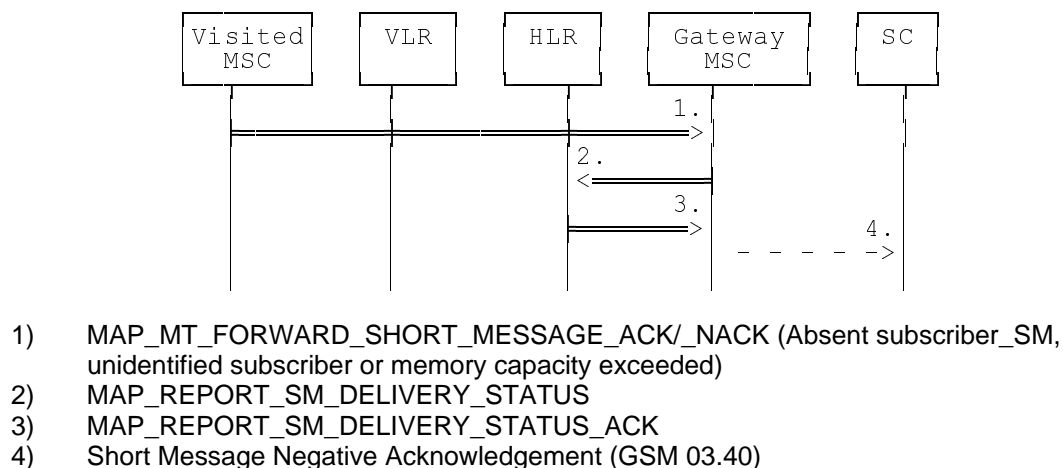 Visited VLR HLR Gateway SC
MSC MSC
1.
2.
3.
4.
1) MAP_MT_FORWARD_SHORT_MESSAGE_ACK/_NACK (Absent subscriber_SM,
unidentified subscriber or memory capacity exceeded)
2) MAP_REPORT_SM_DELIVERY_STATUS
3) MAP_REPORT_SM_DELIVERY_STATUS_ACK
4) Short Message Negative Acknowledgement (GSM 03.40)